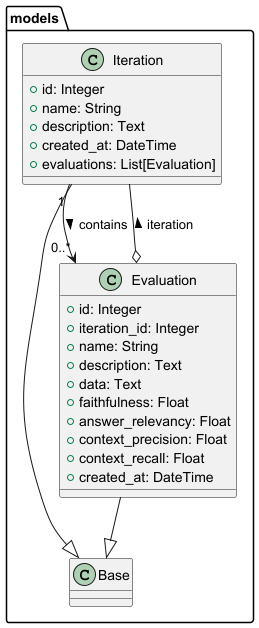 models
C Iteration
id: Integer
name: String
description: Text
created_at: DateTime
evaluations: List[Evaluation]
1
contains
iteration
0..*
C Evaluation
id: Integer
iteration_id: Integer
name: String
description: Text
data: Text
faithfulness: Float
answer_relevancy: Float
context_precision: Float
context_recall: Float
created_at: DateTime
C Base